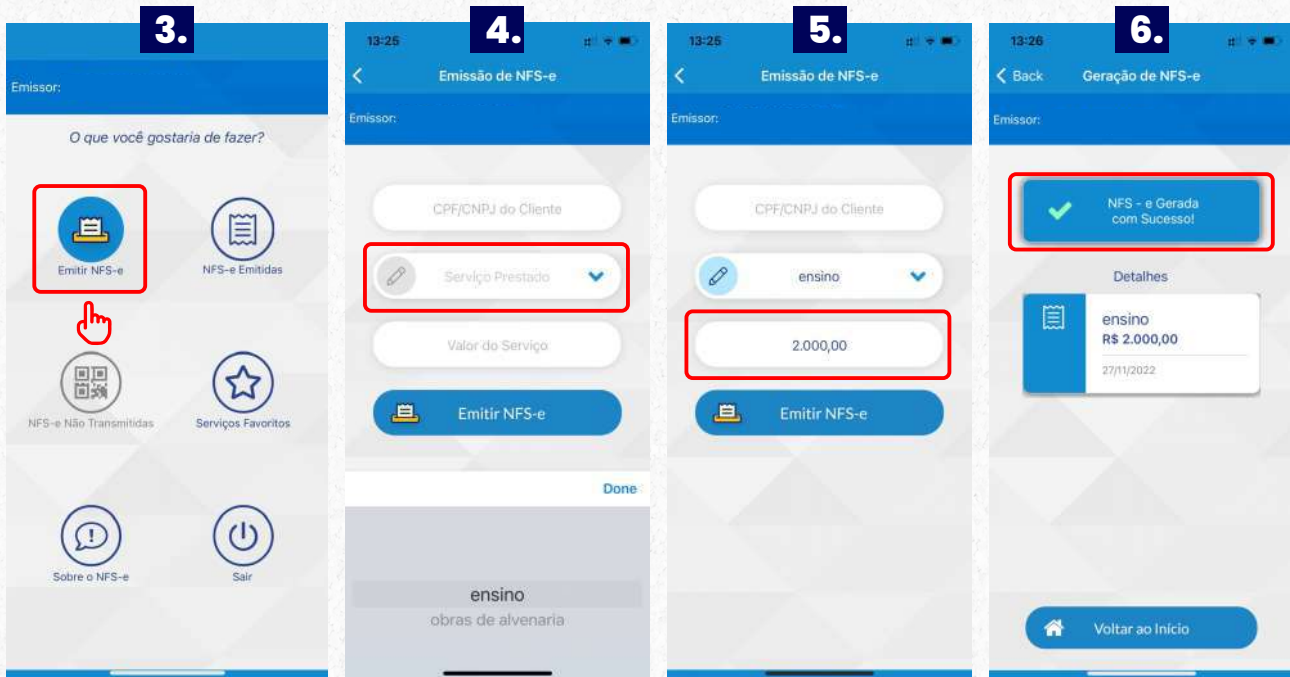 3.
Emissor:
O que você gostaria de fazer?
Emitir NFS-e
NFS-e Emitidas
NFS-e Não Transmitidas
Serviços Favoritos
Sobre o NFS-e
Sair
4.
13:25
Emissão de NFS-e
Emissor:
CPF/CNPJ do Cliente
Serviço Prestado
Valor do Serviço
Emitir NFS-e
Done
ensino
obras de alvenaria
5.
13:25
Emissão de NFS-e
Emissor:
CPF/CNPJ do Cliente
ensino
2.000,00
Emitir NFS-e
6.
13:26
Back
Geração de NFS-e
Emissor:
NFS - e Gerada
com Sucesso!
Detalhes
ensino
R$ 2.000,00
27/11/2022
Voltar ao Início